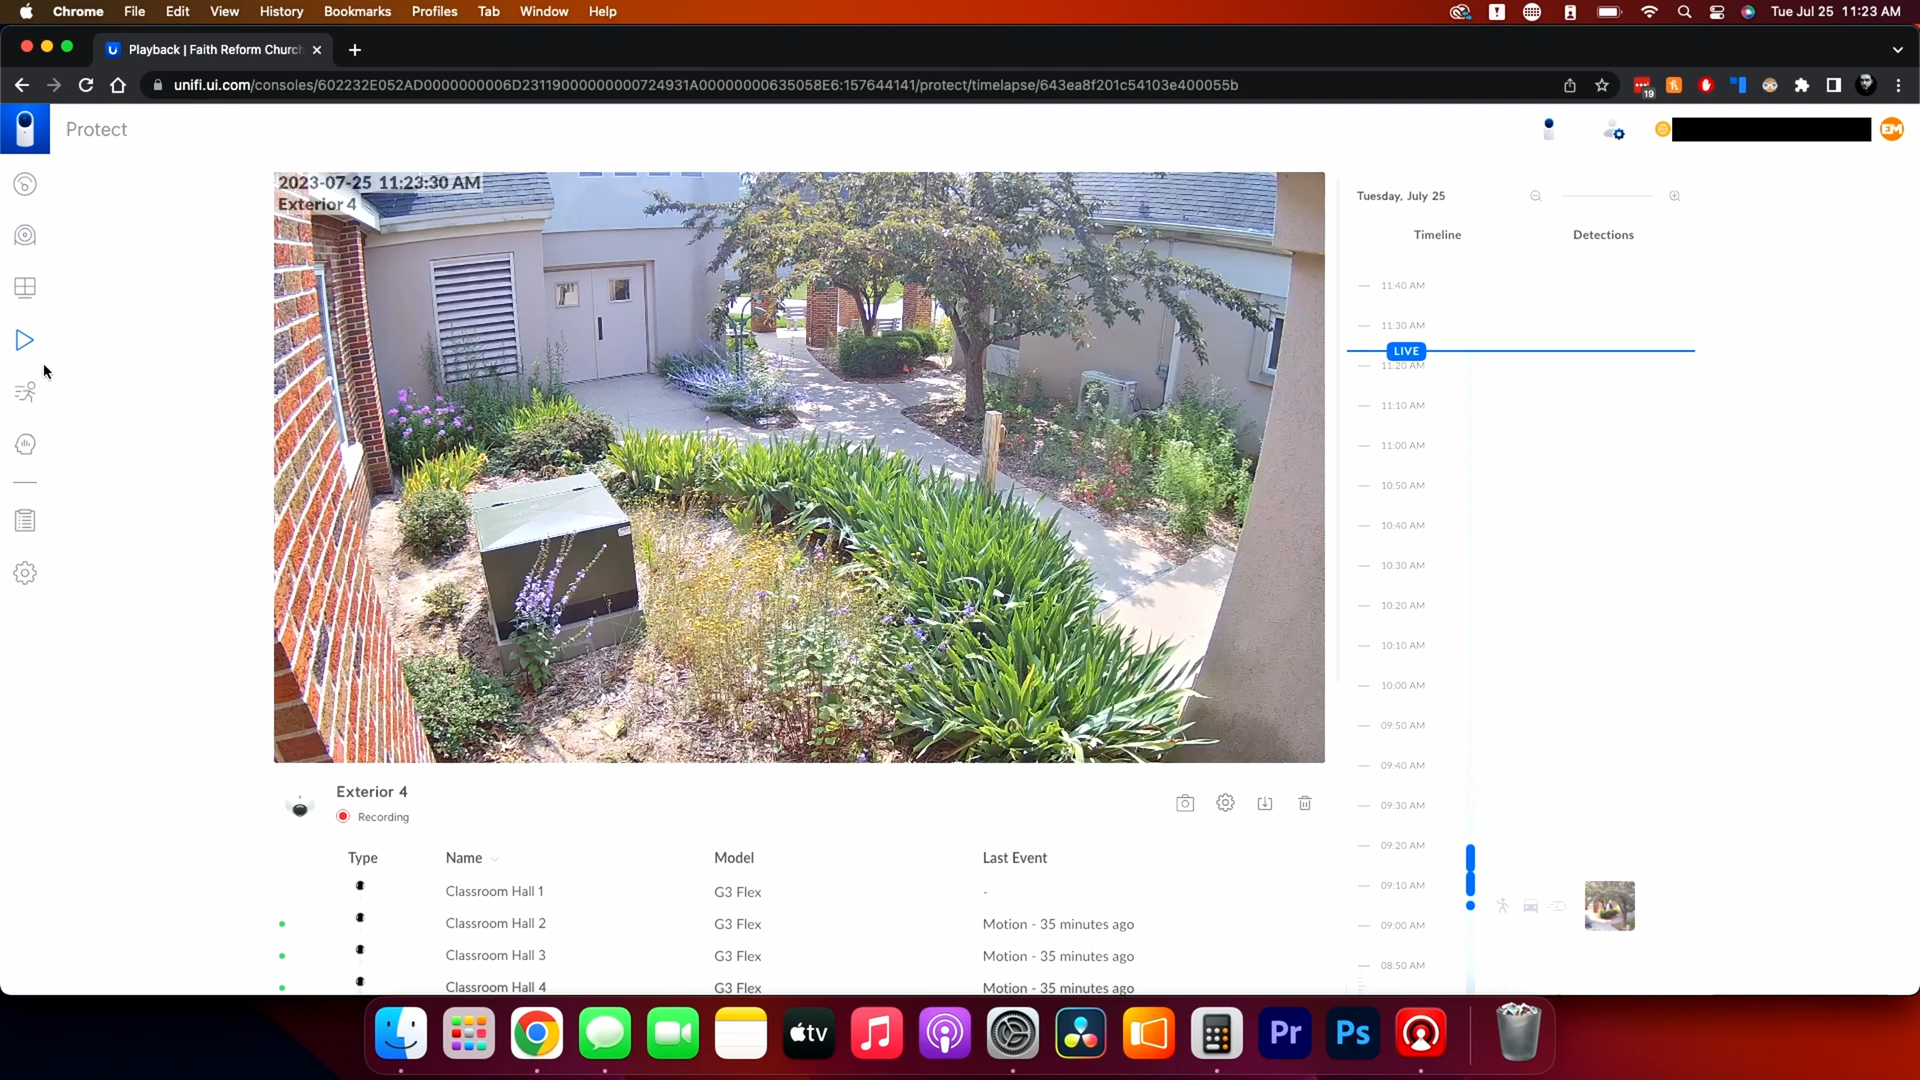 Chrome File Edit View History Bookmarks Profiles Tab Window Help
Tue Jul 25 11:23 AM
Playback | Faith Reform Church
unifi.ui.com/consoles/602232E052AD0000000006D23119000000000724931A00000000635058E6:157644141/protect/timelapse/643ea8f201c54103e400055b
19
Protect
EM
2023-07-25 11:23:30 AM
Exterior 4
Tuesday, July 25
Timeline Detections
11:40 AM
11:30 AM
LIVE
11:20 AM
11:10 AM
11:00 AM
10:50 AM
10:40 AM
10:30 AM
10:20 AM
10:10 AM
10:00 AM
09:50 AM
09:40 AM
09:30 AM
09:20 AM
09:10 AM
09:00 AM
08:50 AM
Exterior 4
Recording
Type Name Model Last Event
Classroom Hall 1 G3 Flex -
Classroom Hall 2 G3 Flex Motion - 35 minutes ago
Classroom Hall 3 G3 Flex Motion - 35 minutes ago
Classroom Hall 4 G3 Flex Motion - 35 minutes ago
tv
Pr
Ps